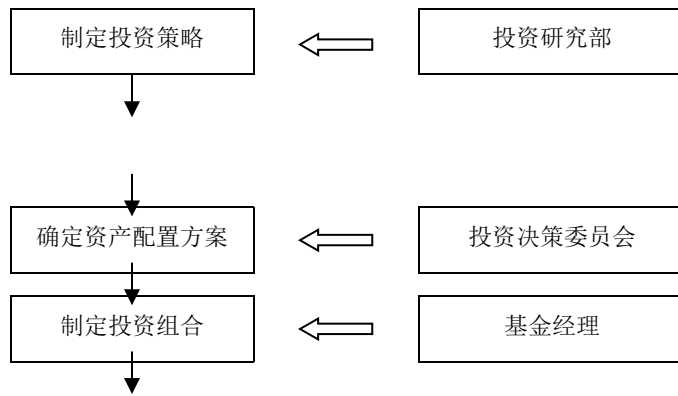 制定投资策略
投资研究部
确定资产配置方案
投资决策委员会
制定投资组合
基金经理